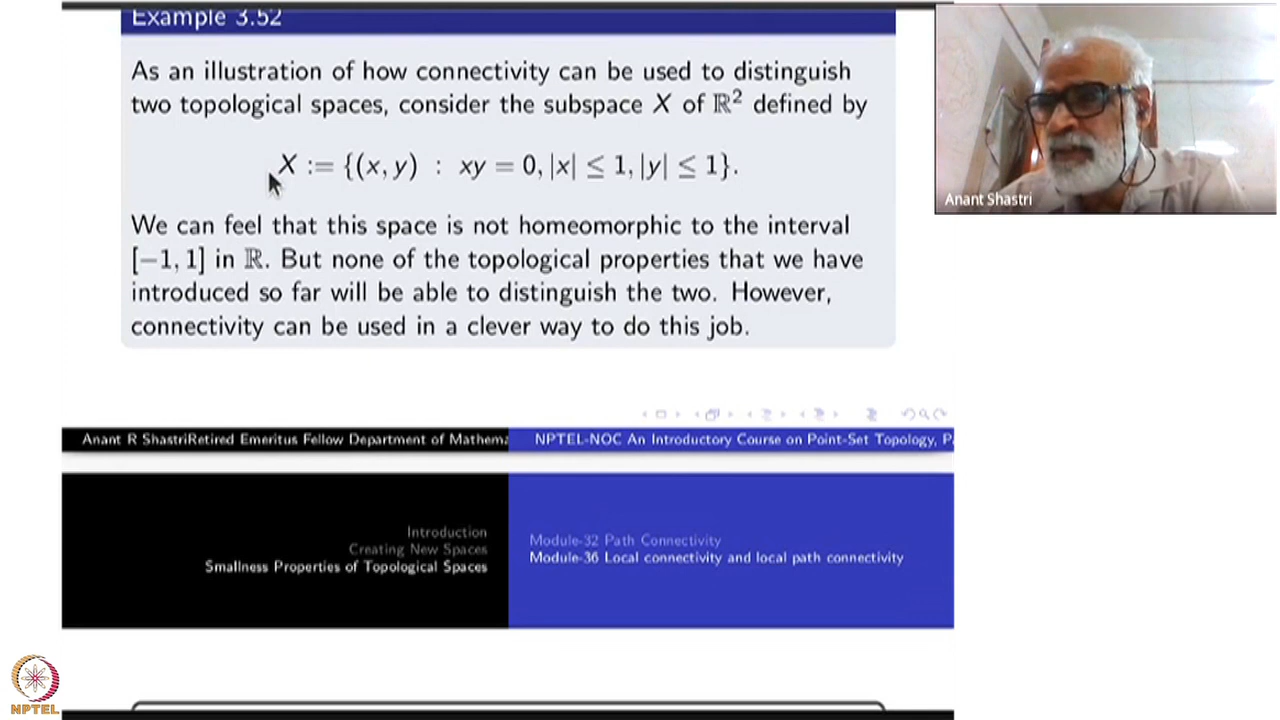 Example 3.52
As an illustration of how connectivity can be used to distinguish
two topological spaces, consider the subspace X of ℝ² defined by
X := {(x, y) : xy = 0, |x| ≤ 1, |y| ≤ 1}.
We can feel that this space is not homeomorphic to the interval
[−1, 1] in ℝ. But none of the topological properties that we have
introduced so far will be able to distinguish the two. However,
connectivity can be used in a clever way to do this job.
Anant Shastri
Anant R ShastriRetired Emeritus Fellow Department of Mathema
NPTEL-NOC An Introductory Course on Point-Set Topology, P
Introduction
Creating New Spaces
Smallness Properties of Topological Spaces
Module-32 Path Connectivity
Module-36 Local connectivity and local path connectivity
NPTEL